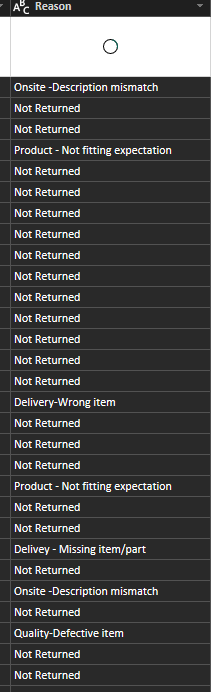 ABC Reason
Onsite -Description mismatch
Not Returned
Not Returned
Product - Not fitting expectation
Not Returned
Not Returned
Not Returned
Not Returned
Not Returned
Not Returned
Not Returned
Not Returned
Not Returned
Not Returned
Not Returned
Delivery-Wrong item
Not Returned
Not Returned
Not Returned
Product - Not fitting expectation
Not Returned
Not Returned
Delivey - Missing item/part
Not Returned
Onsite -Description mismatch
Not Returned
Quality-Defective item
Not Returned
Not Returned